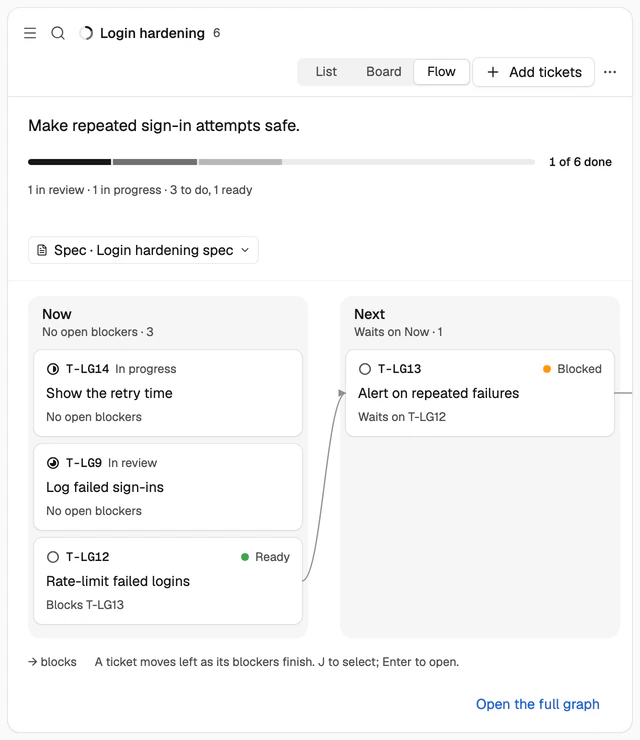 Login hardening 6
List Board Flow + Add tickets ···
Make repeated sign-in attempts safe.
1 of 6 done
1 in review · 1 in progress · 3 to do, 1 ready
Spec · Login hardening spec
Now
No open blockers · 3
T-LG14 In progress
Show the retry time
No open blockers
T-LG9 In review
Log failed sign-ins
No open blockers
T-LG12 Ready
Rate-limit failed logins
Blocks T-LG13
Next
Waits on Now · 1
T-LG13 Blocked
Alert on repeated failures
Waits on T-LG12
→ blocks A ticket moves left as its blockers finish. J to select; Enter to open.
Open the full graph